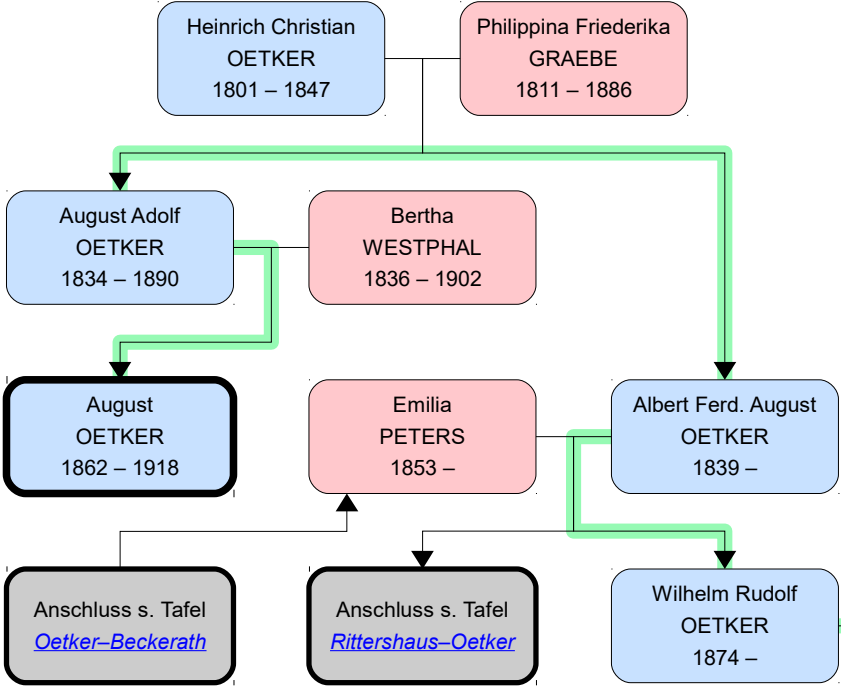 Heinrich Christian
OETKER
1801 – 1847
Philippina Friederika
GRAEBE
1811 – 1886
August Adolf
OETKER
1834 – 1890
Bertha
WESTPHAL
1836 – 1902
August
OETKER
1862 – 1918
Emilia
PETERS
1853 –
Albert Ferd. August
OETKER
1839 –
Anschluss s. Tafel
Oetker–Beckerath
Anschluss s. Tafel
Rittershaus–Oetker
Wilhelm Rudolf
OETKER
1874 –